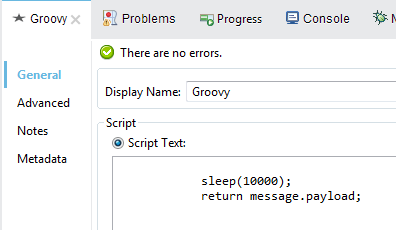 Groovy Problems Progress Console
There are no errors.
General
Display Name: Groovy
Advanced
Notes
Script
Metadata
Script Text:
sleep(10000);
return message.payload;